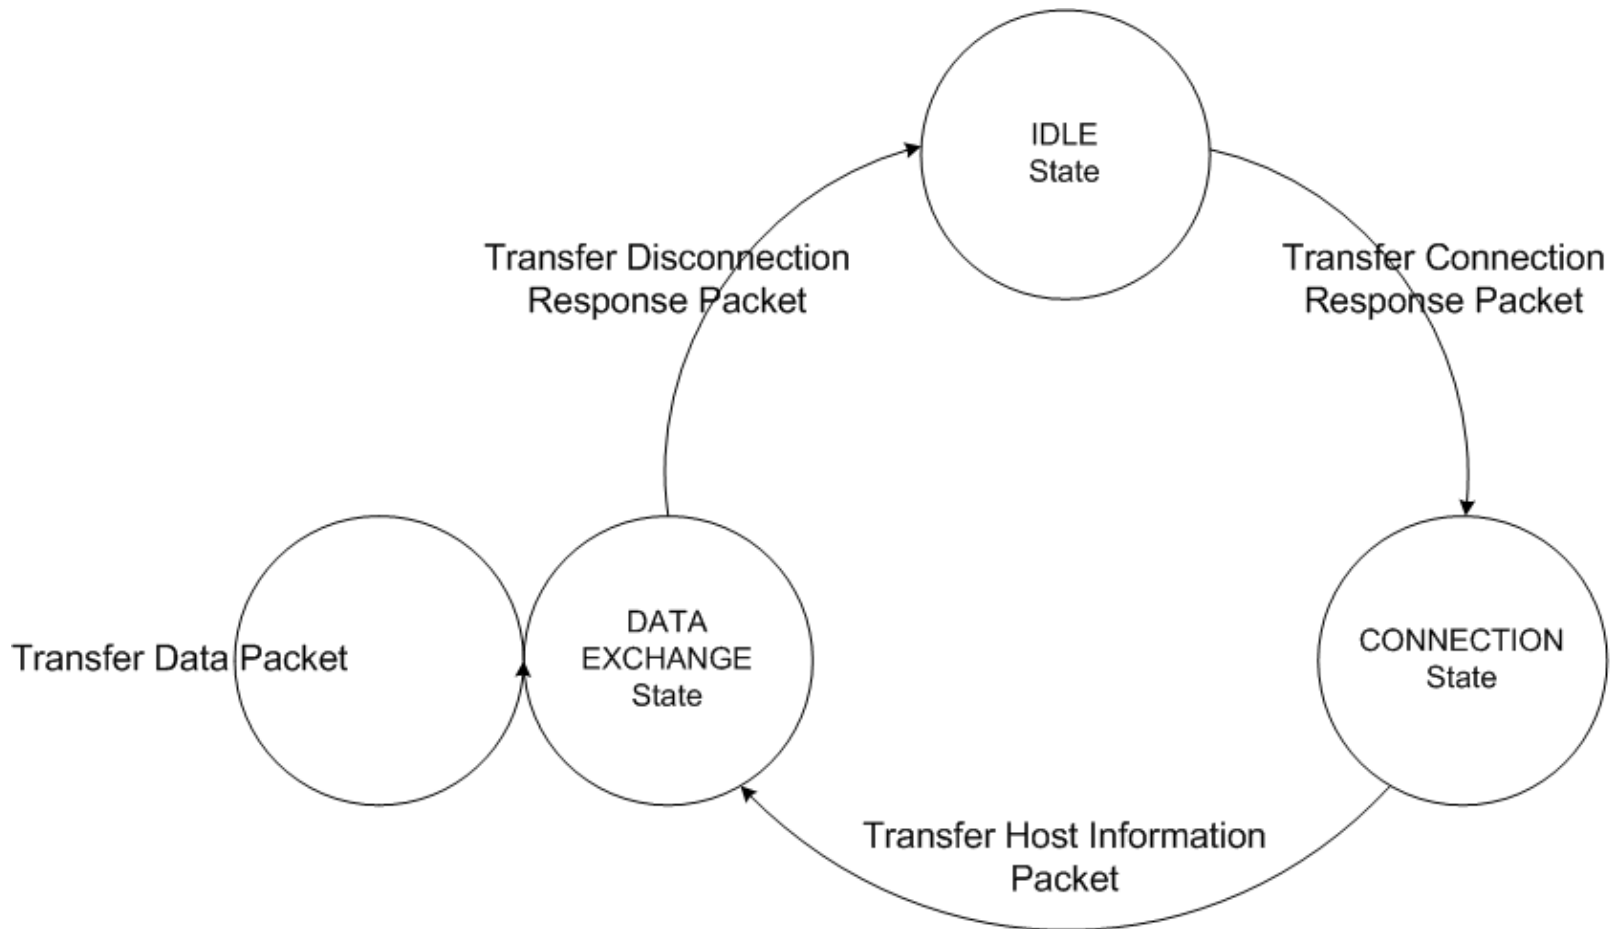 IDLE
State
Transfer Disconnection
Response Packet
Transfer Connection
Response Packet
DATA
EXCHANGE
State
Transfer Data Packet
CONNECTION
State
Transfer Host Information
Packet